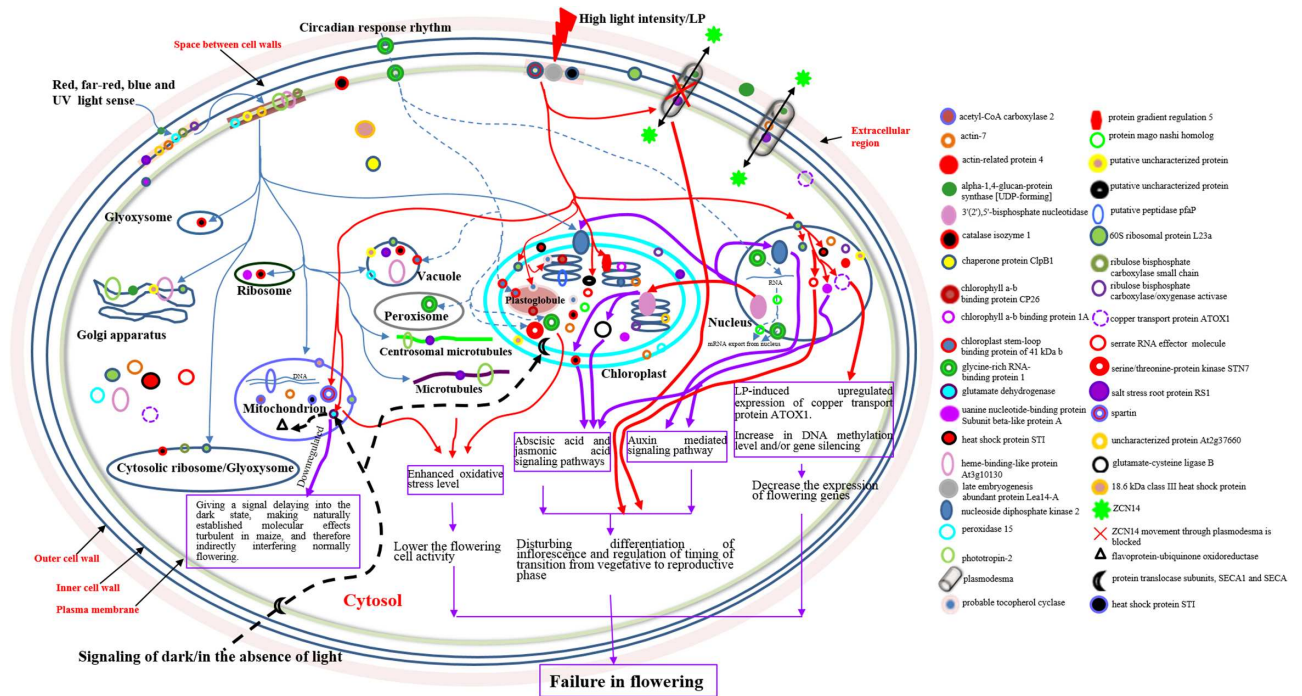 Circadian response rhythm
High light intensity/LP
Space between cell walls
Red, far-red, blue and
UV light sense
Extracellular
region
Glyoxysome
Ribosome
Vacuole
Golgi apparatus
Peroxisome
Plastoglobule
Nucleus
RNA
mRNA export from nucleus
Centrosomal microtubules
Chloroplast
DNA
Mitochondrion
Microtubules
Cytosolic ribosome/Glyoxysome
Downregulated
Enhanced oxidative
stress level
Abscisic acid and
jasmonic acid
signaling pathways
Auxin mediated
signaling pathway
LP-induced upregulated
expression of copper transport
protein ATOX1.
Increase in DNA methylation
level and/or gene silencing
Decrease the expression
of flowering genes
Giving a signal delaying into the
dark state, making naturally
established molecular effects
turbulent in maize, and therefore
indirectly interfering normally
flowering.
Lower the flowering
cell activity
Disturbing differentiation of
inflorescence and regulation of timing of
transition from vegetative to reproductive
phase
Outer cell wall
Inner cell wall
Plasma membrane
Cytosol
Signaling of dark/in the absence of light
Failure in flowering
acetyl-CoA carboxylase 2
actin-7
actin-related protein 4
alpha-1,4-glucan-protein
synthase [UDP-forming]
3'(2'),5'-bisphosphate nucleotidase
catalase isozyme 1
chaperone protein ClpB1
chlorophyll a-b
binding protein CP26
chlorophyll a-b binding protein 1A
chloroplast stem-loop
binding protein of 41 kDa b
glycine-rich RNA-
binding protein 1
glutamate dehydrogenase
uanine nucleotide-binding protein
Subunit beta-like protein A
heat shock protein STI
heme-binding-like protein
At3g10130
late embryogenesis
abundant protein Lea14-A
nucleoside diphosphate kinase 2
peroxidase 15
phototropin-2
plasmodesma
probable tocopherol cyclase
protein gradient regulation 5
protein mago nashi homolog
putative uncharacterized protein
putative uncharacterized protein
putative peptidase pfaP
60S ribosomal protein L23a
ribulose bisphosphate
carboxylase small chain
ribulose bisphosphate
carboxylase/oxygenase activase
copper transport protein ATOX1
serrate RNA effector molecule
serine/threonine-protein kinase STN7
salt stress root protein RS1
spartin
uncharacterized protein At2g37660
glutamate-cysteine ligase B
18.6 kDa class III heat shock protein
ZCN14
ZCN14 movement through plasmodesma is
blocked
flavoprotein-ubiquinone oxidoreductase
protein translocase subunits, SECA1 and SECA
heat shock protein STI